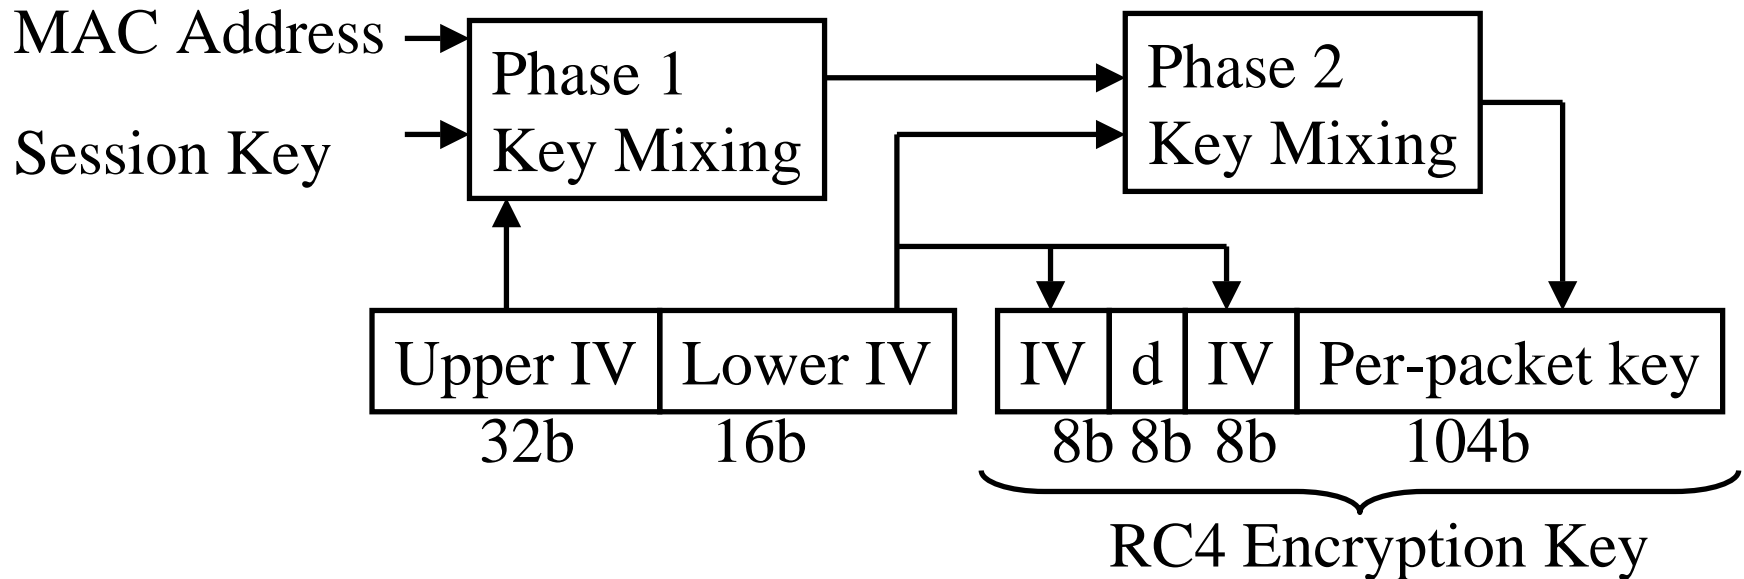 MAC Address
Session Key
Phase 1
Key Mixing
Phase 2
Key Mixing
Upper IV
Lower IV
IV
d
IV
Per-packet key
32b
16b
8b
8b
8b
104b
RC4 Encryption Key